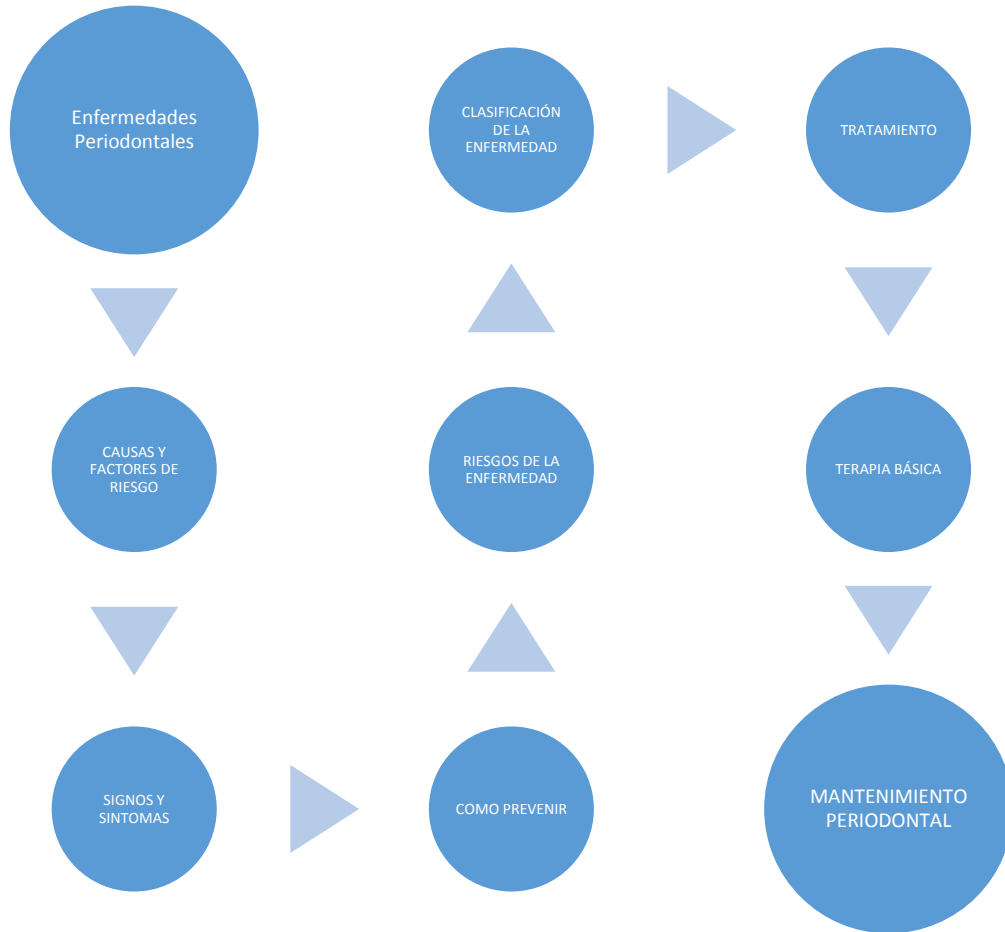 Enfermedades
Periodontales
CAUSAS Y
FACTORES DE
RIESGO
SIGNOS Y
SINTOMAS
COMO PREVENIR
RIESGOS DE LA
ENFERMEDAD
CLASIFICACIÓN
DE LA
ENFERMEDAD
TRATAMIENTO
TERAPIA BÁSICA
MANTENIMIENTO
PERIODONTAL